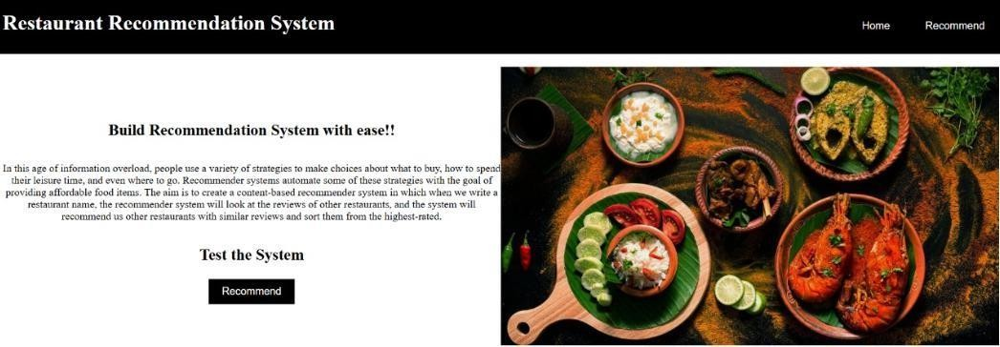 Restaurant Recommendation System
Home
Recommend
Build Recommendation System with ease!!
In this age of information overload, people use a variety of strategies to make choices about what to buy, how to spend
their leisure time, and even where to go. Recommender systems automate some of these strategies with the goal of
providing affordable food items. The aim is to create a content-based recommender system in which when we write a
restaurant name, the recommender system will look at the reviews of other restaurants, and the system will
recommend us other restaurants with similar reviews and sort them from the highest-rated.
Test the System
Recommend